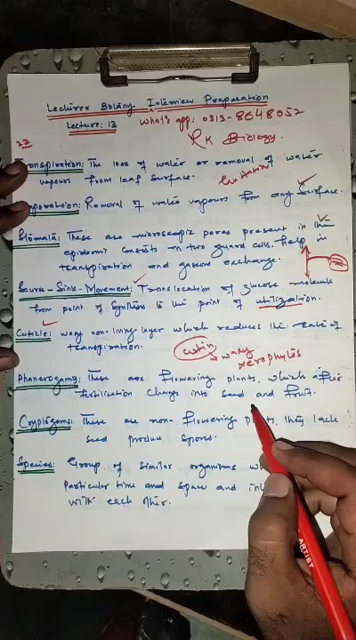 Lecturer Botany Interview Preparation
Lecture: 13 What's app: 0313-8648052
23 RK Biology
Transpiration: The loss of water or removal of water
vapours from leaf surface.
Guttation
Evaporation: Removal of water vapours from any surface.
Stomata: These are microscopic pores present in the
epidermis consists on two guard cells, help in
transpiration and gaseous exchange.
Source-Sink-Movement: Translocation of glucose molecule
from point of synthesis to the point of utilization.
Cuticle: waxy non-living layer which reduces the rate of
transpiration.
cutin → waxy
xerophytes
Phanerogams: These are flowering plants, which after
fertilization change into seed and fruit.
Cryptogams: These are non-flowering plants, they lack
seed produce spores.
Species: Group of similar organisms
particular time and space and
with each other.
ARTIST